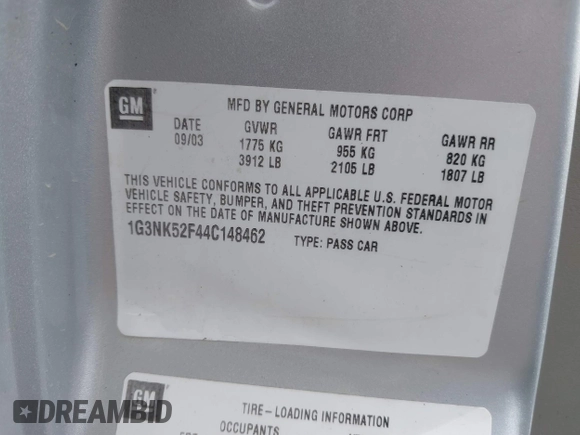 GM
MFD BY GENERAL MOTORS CORP
DATE GVWR GAWR FRT GAWR RR
09/03 1775 KG 955 KG 820 KG
3912 LB 2105 LB 1807 LB
THIS VEHICLE CONFORMS TO ALL APPLICABLE U.S. FEDERAL MOTOR
VEHICLE SAFETY, BUMPER, AND THEFT PREVENTION STANDARDS IN
EFFECT ON THE DATE OF MANUFACTURE SHOWN ABOVE.
1G3NK52F44C148462 TYPE: PASS CAR
GM
TIRE-LOADING INFORMATION
OCCUPANTS
DREAMBID